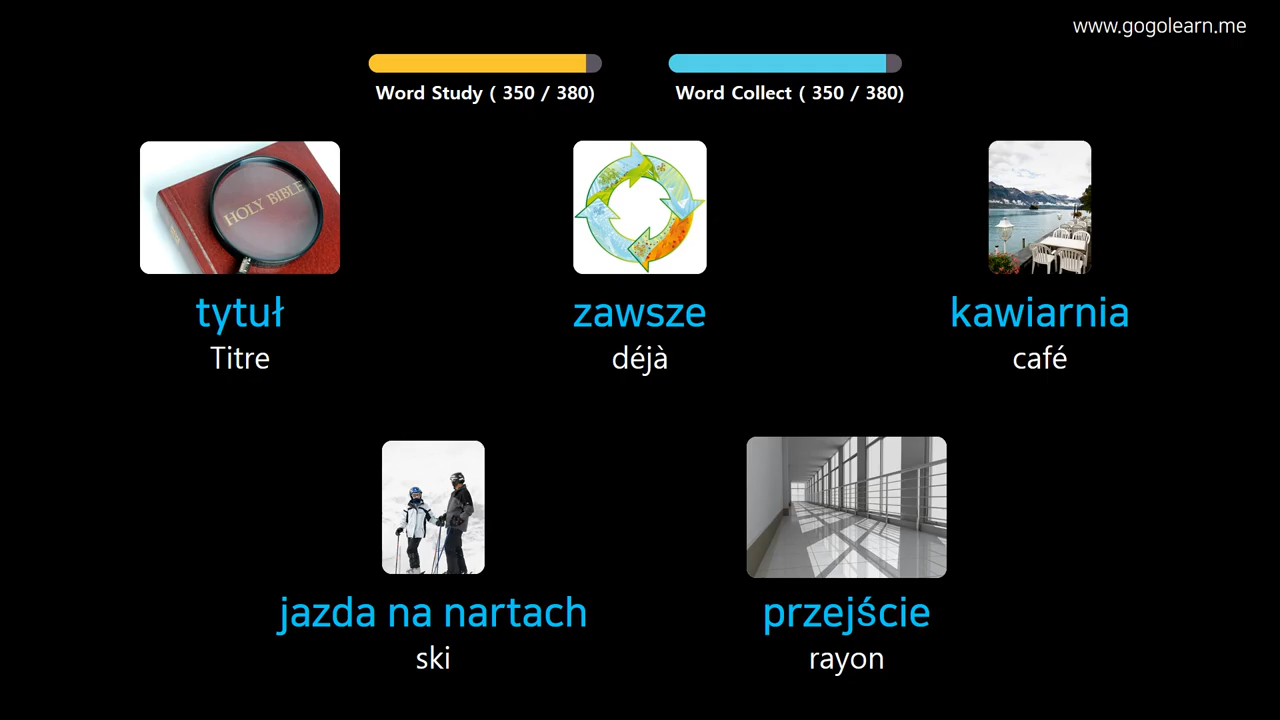 www.gogolearn.me
Word Study ( 350 / 380)
Word Collect ( 350 / 380)
HOLY BIBLE
tytuł
Titre
zawsze
déjà
kawiarnia
café
jazda na nartach
ski
przejście
rayon